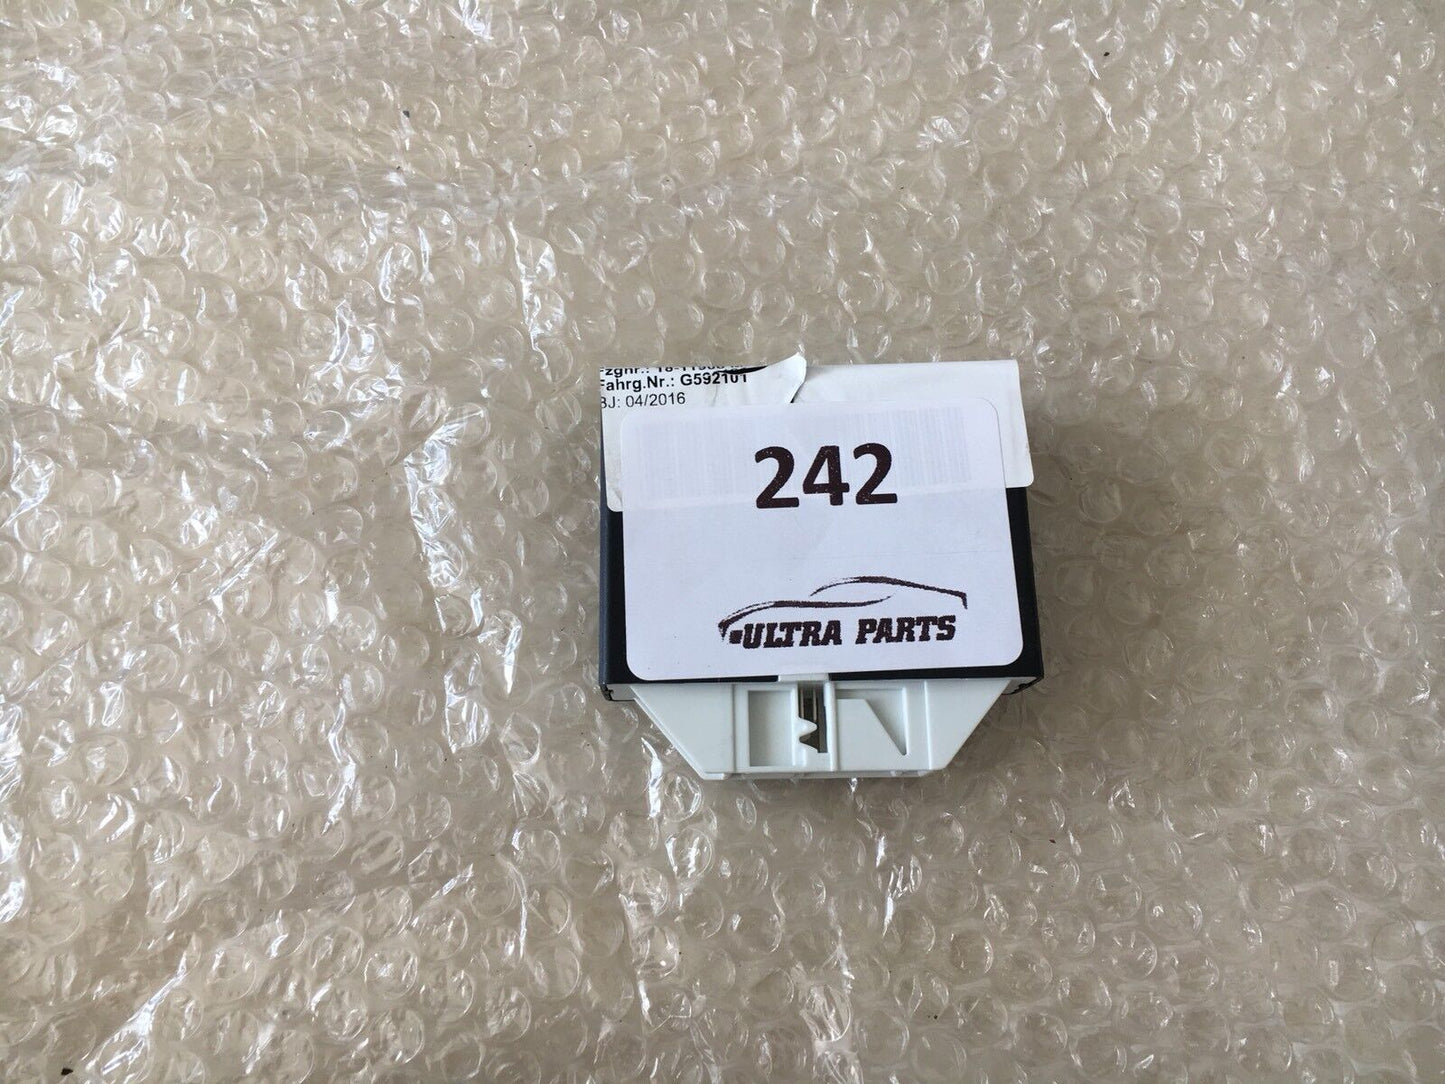 Fahrg.Nr.: G592101
BJ: 04/2016
242
ULTRA PARTS